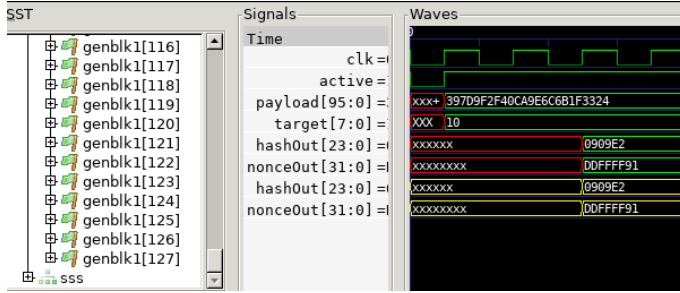 SST
genblk1[116]
genblk1[117]
genblk1[118]
genblk1[119]
genblk1[120]
genblk1[121]
genblk1[122]
genblk1[123]
genblk1[124]
genblk1[125]
genblk1[126]
genblk1[127]
sss
Signals
Time
clk=
active=
payload[95:0]=
target[7:0]=
hashOut[23:0]=
nonceOut[31:0]=
hashOut[23:0]=
nonceOut[31:0]=
Waves
xxx+ 397D9F2F40CA9E6C6B1F3324
XXX 10
xxxxxx 0909E2
xxxxxxxx DDFFFF91
xxxxxx 0909E2
xxxxxxxx DDFFFF91